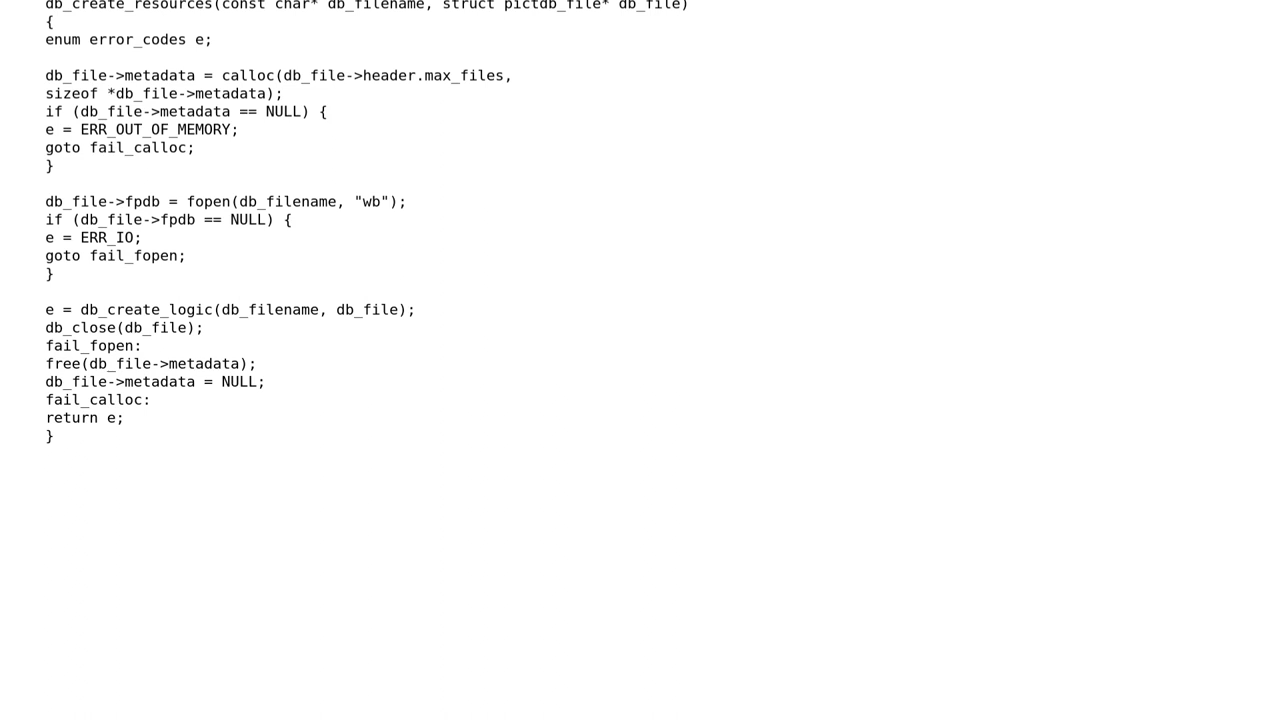 db_create_resources(const char* db_filename, struct pictdb_file* db_file)
{
enum error_codes e;

db_file->metadata = calloc(db_file->header.max_files,
sizeof *db_file->metadata);
if (db_file->metadata == NULL) {
e = ERR_OUT_OF_MEMORY;
goto fail_calloc;
}

db_file->fpdb = fopen(db_filename, "wb");
if (db_file->fpdb == NULL) {
e = ERR_IO;
goto fail_fopen;
}

e = db_create_logic(db_filename, db_file);
db_close(db_file);
fail_fopen:
free(db_file->metadata);
db_file->metadata = NULL;
fail_calloc:
return e;
}